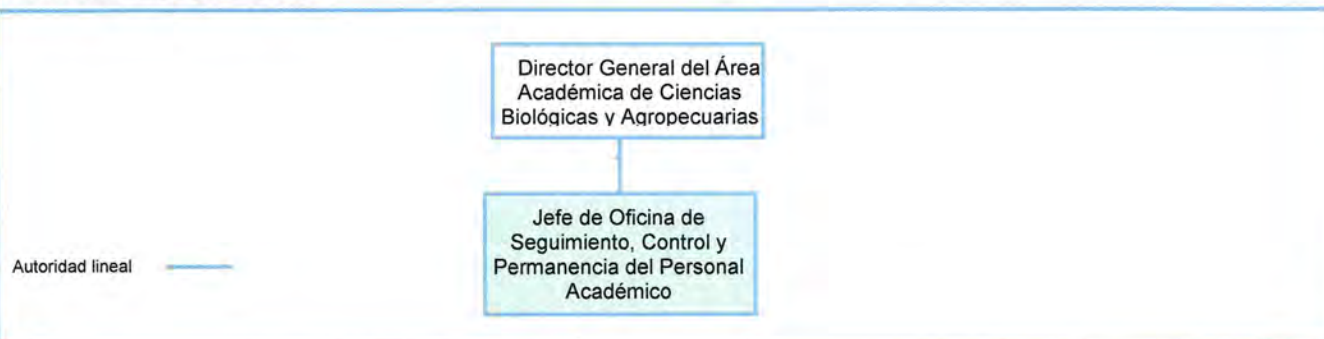 Director General del Área
Académica de Ciencias
Biológicas y Agropecuarias
Jefe de Oficina de
Seguimiento, Control y
Permanencia del Personal
Académico
Autoridad lineal